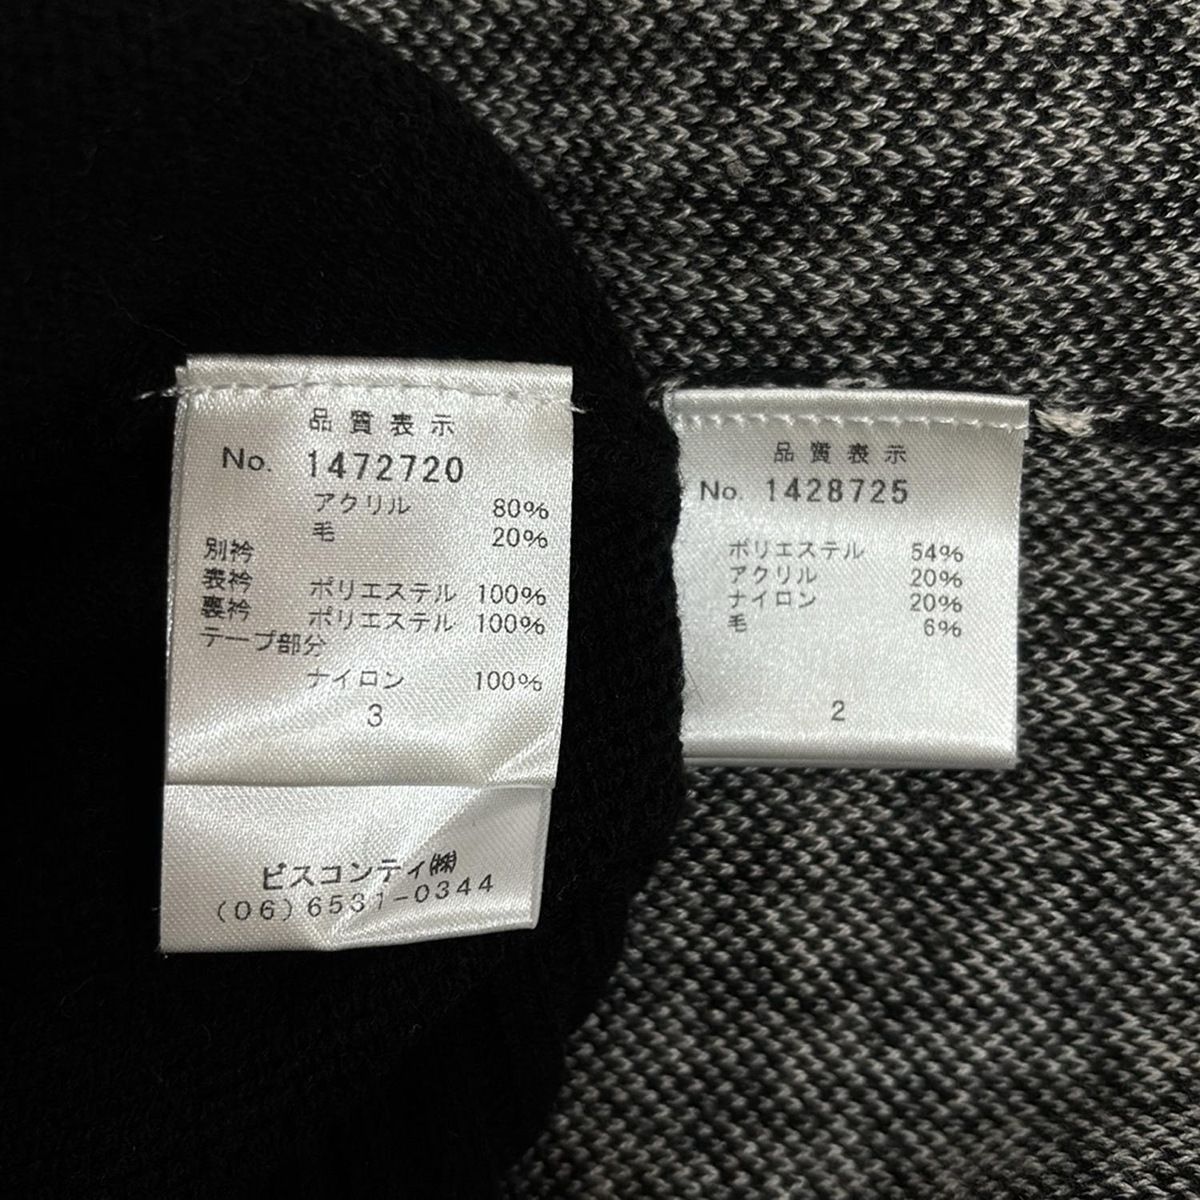 品質表示
No. 1472720
アクリル 80%
毛 20%
別衿
表衿 ポリエステル 100%
裏衿 ポリエステル 100%
テープ部分
ナイロン 100%
3
ビスコンティ㈱
(06)6531-0344
品質表示
No. 1428725
ポリエステル 54%
アクリル 20%
ナイロン 20%
毛 6%
2